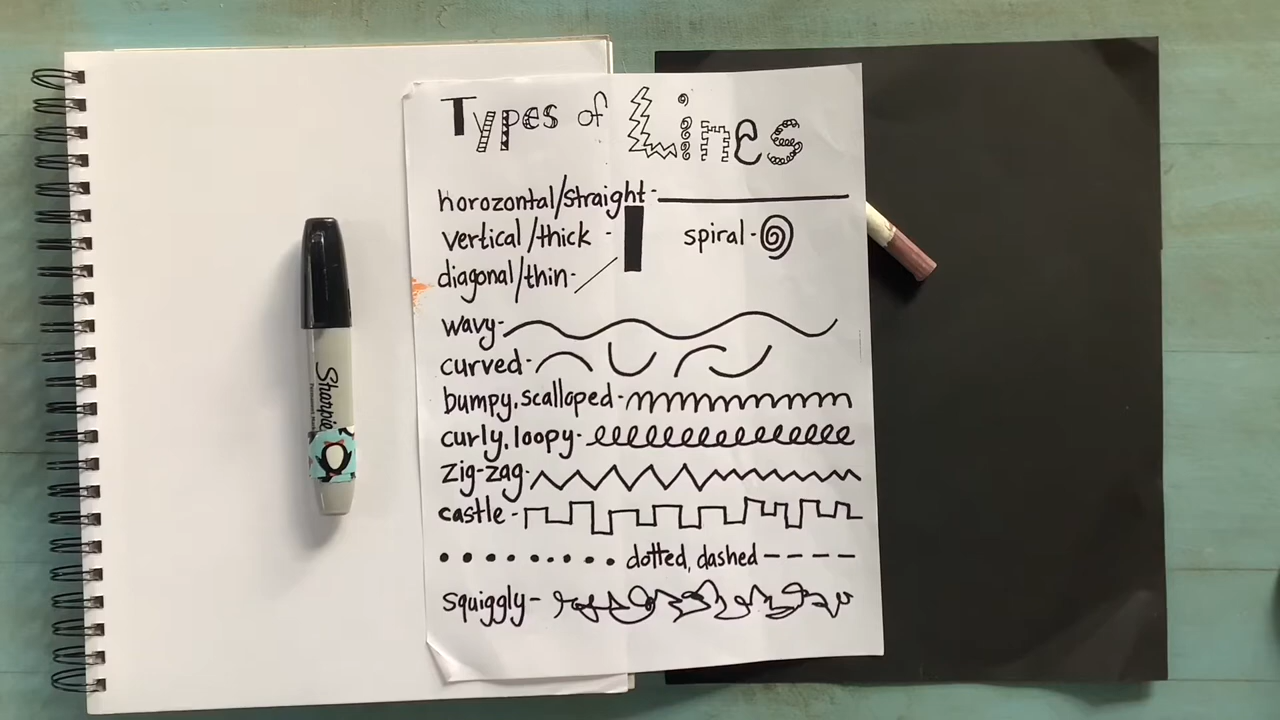 Types of Lines
horozontal/straight-
vertical/thick -
spiral-
diagonal/thin-
wavy-
curved-
bumpy, scalloped-
curly, loopy-
zig-zag-
castle-
dotted, dashed
squiggly-
Sharpie